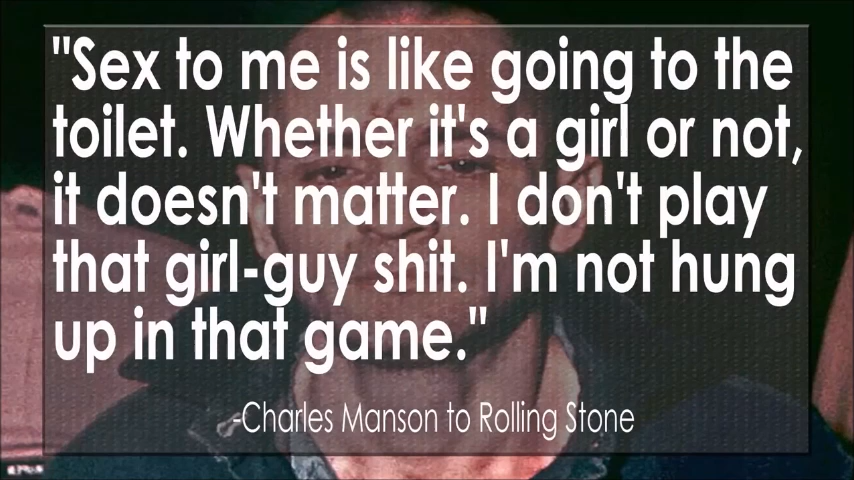 "Sex to me is like going to the
toilet. Whether it's a girl or not,
it doesn't matter. I don't play
that girl-guy shit. I'm not hung
up in that game."
-Charles Manson to Rolling Stone